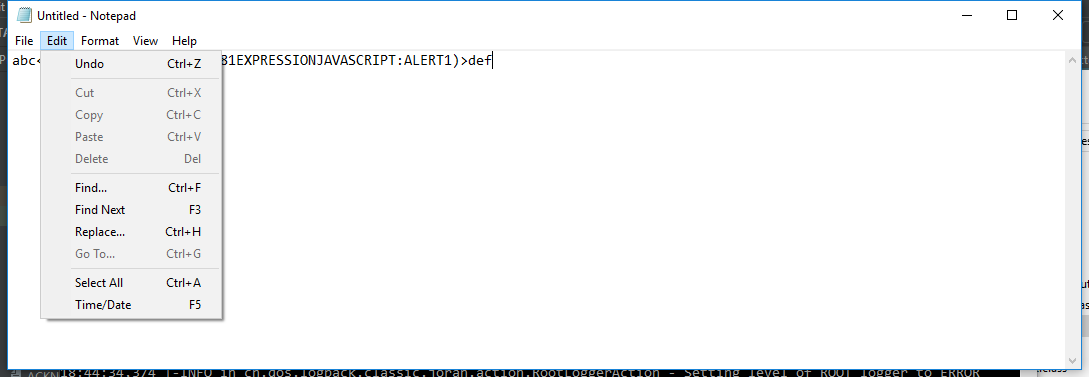 Untitled - Notepad
File Edit Format View Help
abc< 81EXPRESSIONJAVASCRIPT:ALERT1)>def
Undo Ctrl+Z
Cut Ctrl+X
Copy Ctrl+C
Paste Ctrl+V
Delete Del
Find... Ctrl+F
Find Next F3
Replace... Ctrl+H
Go To... Ctrl+G
Select All Ctrl+A
Time/Date F5
18:44:34.374 |-INFO in ch.qos.logback.classic.joran.action.RootLoggerAction - Setting level of ROOT logger to ERROR